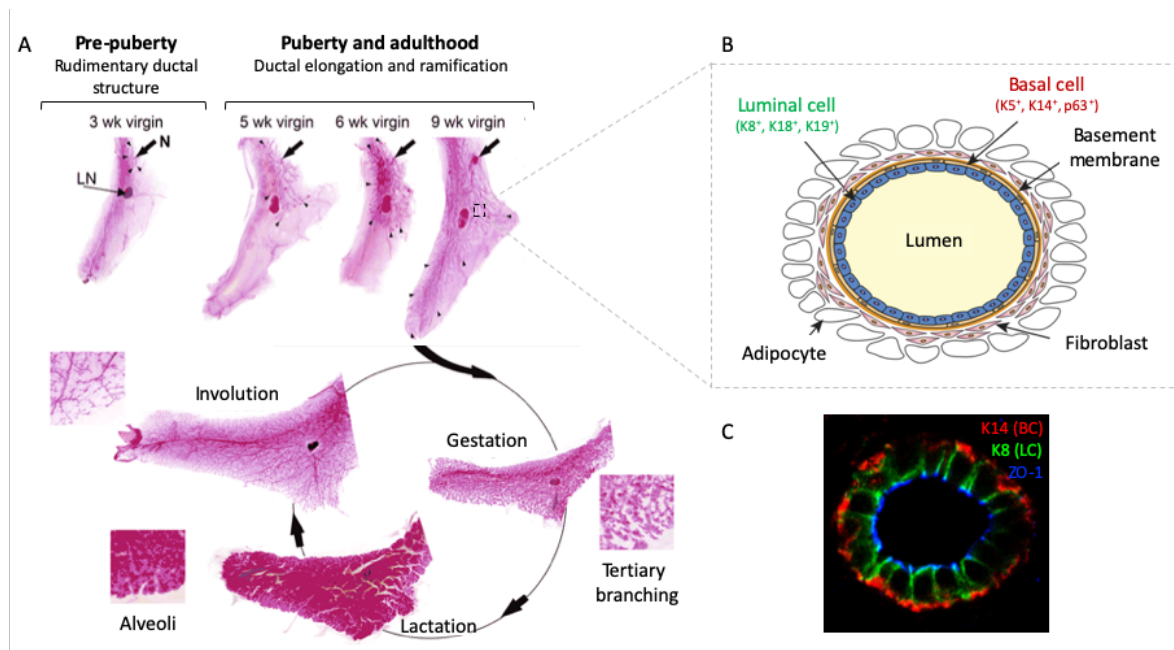 A
Pre-puberty
Rudimentary ductal
structure
Puberty and adulthood
Ductal elongation and ramification
3 wk virgin
5 wk virgin
6 wk virgin
9 wk virgin
N
LN
Involution
Gestation
Tertiary
branching
Lactation
Alveoli
B
Luminal cell
(K8⁺, K18⁺, K19⁺)
Basal cell
(K5⁺, K14⁺, p63⁺)
Basement
membrane
Lumen
Adipocyte
Fibroblast
C
K14 (BC)
K8 (LC)
ZO-1